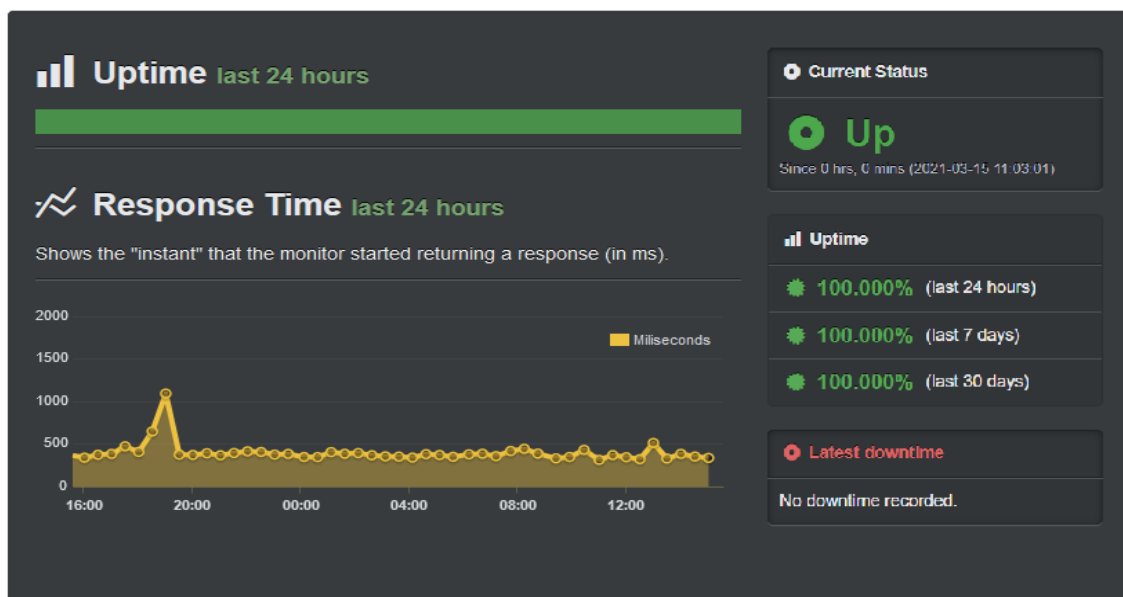 Uptime last 24 hours
Response Time last 24 hours
Shows the "instant" that the monitor started returning a response (in ms).
2000
1500
1000
500
0
Miliseconds
16:00 20:00 00:00 04:00 08:00 12:00
Current Status
Up
Since 0 hrs, 0 mins (2021-03-15 11:03:01)
Uptime
100.000% (last 24 hours)
100.000% (last 7 days)
100.000% (last 30 days)
Latest downtime
No downtime recorded.